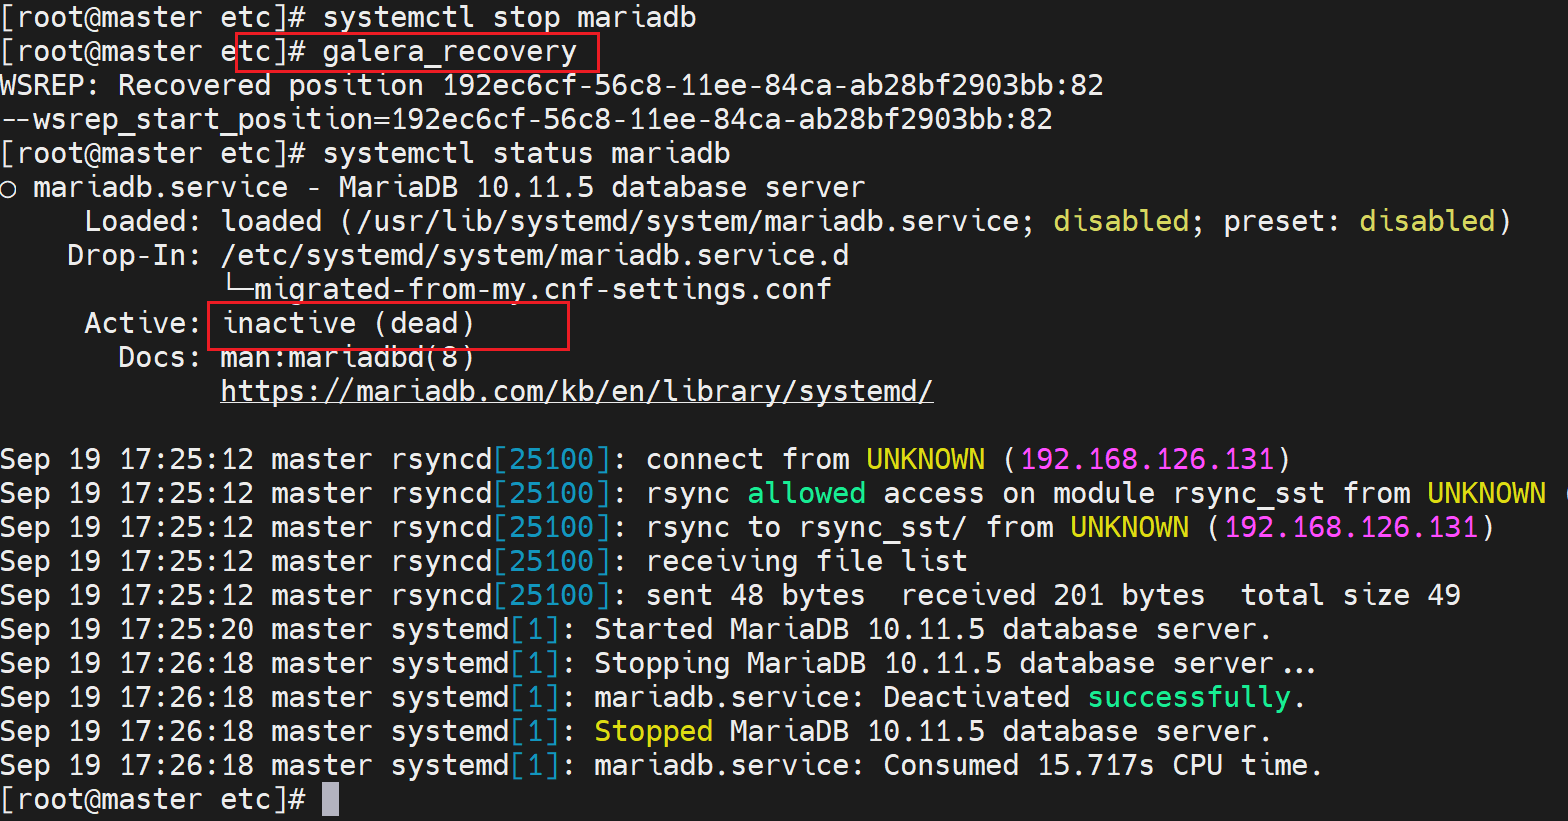 [root@master etc]# systemctl stop mariadb
[root@master etc]# galera_recovery
WSREP: Recovered position 192ec6cf-56c8-11ee-84ca-ab28bf2903bb:82
--wsrep_start_position=192ec6cf-56c8-11ee-84ca-ab28bf2903bb:82
[root@master etc]# systemctl status mariadb
○ mariadb.service - MariaDB 10.11.5 database server
     Loaded: loaded (/usr/lib/systemd/system/mariadb.service; disabled; preset: disabled)
    Drop-In: /etc/systemd/system/mariadb.service.d
             └─migrated-from-my.cnf-settings.conf
     Active: inactive (dead)
       Docs: man:mariadbd(8)
             https://mariadb.com/kb/en/library/systemd/
Sep 19 17:25:12 master rsyncd[25100]: connect from UNKNOWN (192.168.126.131)
Sep 19 17:25:12 master rsyncd[25100]: rsync allowed access on module rsync_sst from UNKNOWN (
Sep 19 17:25:12 master rsyncd[25100]: rsync to rsync_sst/ from UNKNOWN (192.168.126.131)
Sep 19 17:25:12 master rsyncd[25100]: receiving file list
Sep 19 17:25:12 master rsyncd[25100]: sent 48 bytes  received 201 bytes  total size 49
Sep 19 17:25:20 master systemd[1]: Started MariaDB 10.11.5 database server.
Sep 19 17:26:18 master systemd[1]: Stopping MariaDB 10.11.5 database server...
Sep 19 17:26:18 master systemd[1]: mariadb.service: Deactivated successfully.
Sep 19 17:26:18 master systemd[1]: Stopped MariaDB 10.11.5 database server.
Sep 19 17:26:18 master systemd[1]: mariadb.service: Consumed 15.717s CPU time.
[root@master etc]#